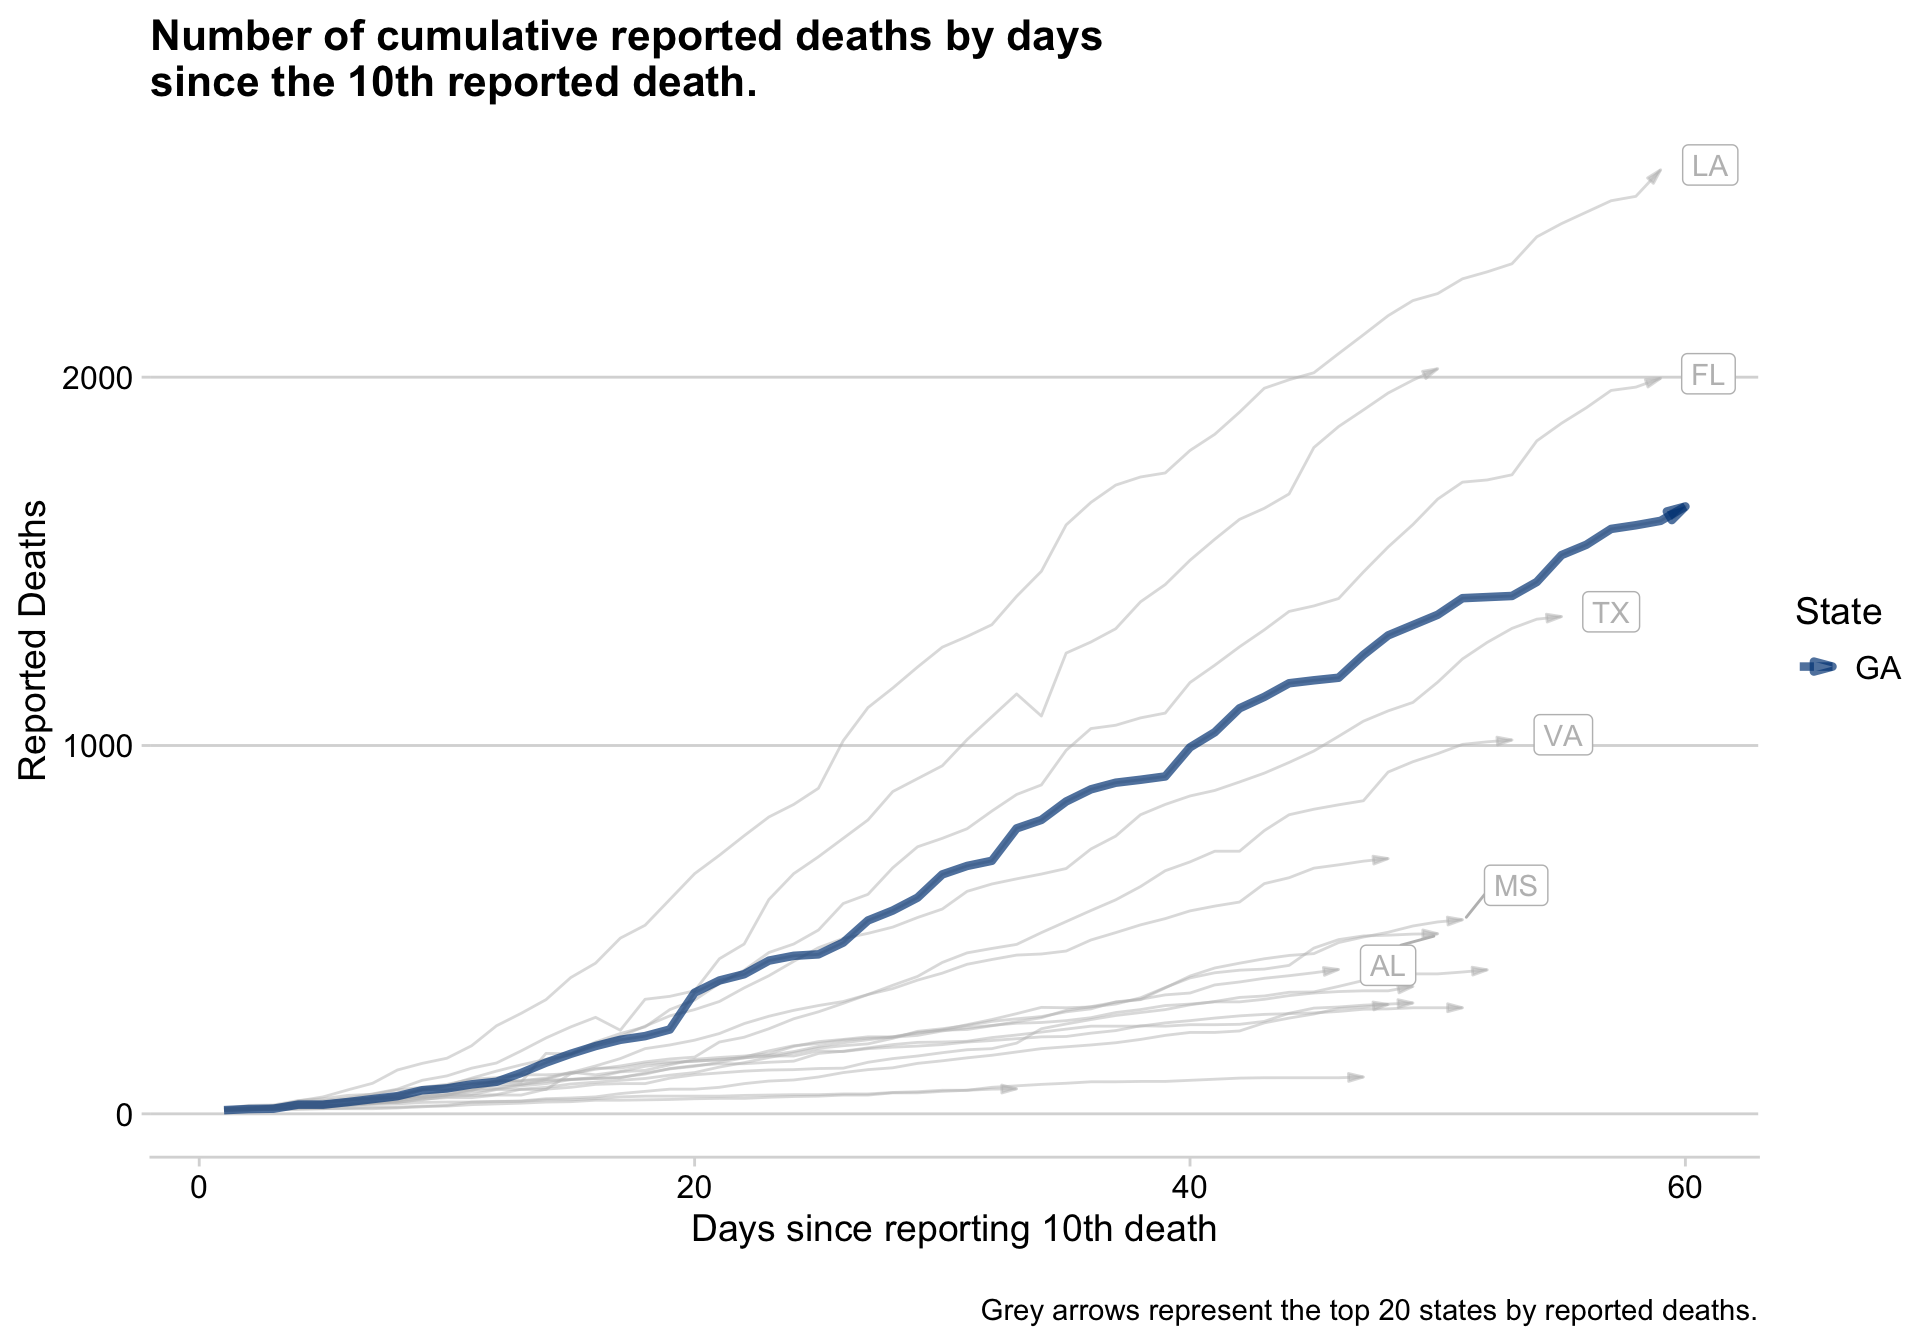 Number of cumulative reported deaths by days
since the 10th reported death.
LA
2000
FL
TX
State
GA
Reported Deaths
1000
VA
MS
AL
0
0 20 40 60
Days since reporting 10th death
Grey arrows represent the top 20 states by reported deaths.